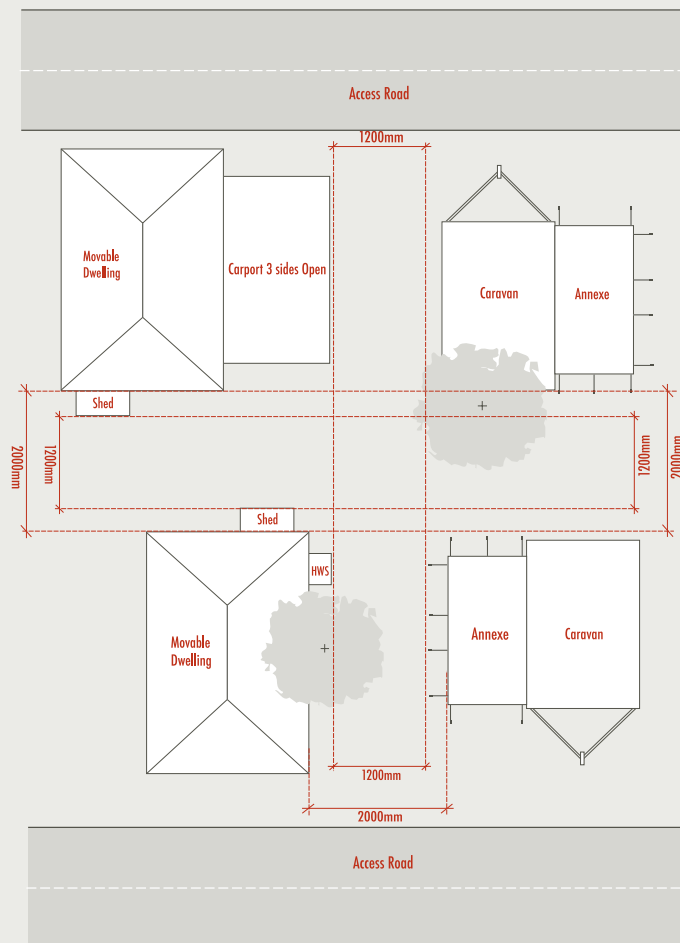 Access Road
1200mm
Movable
Dwelling
Carport 3 sides Open
Caravan
Annexe
Shed
2000mm
1200mm
1200mm
2000mm
Shed
HWS
Movable
Dwelling
Annexe
Caravan
1200mm
2000mm
Access Road